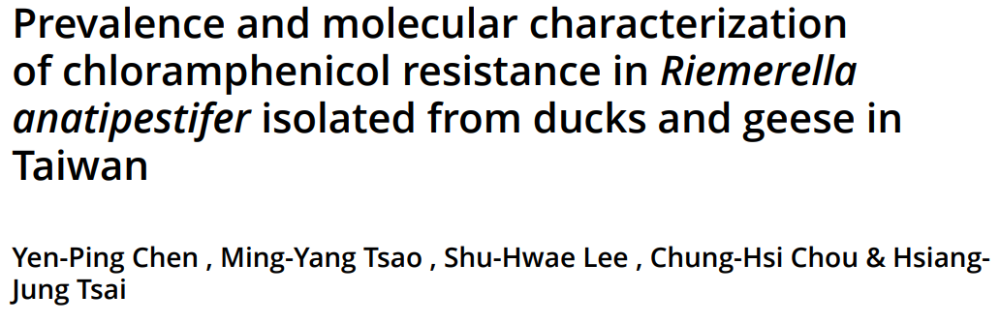 Prevalence and molecular characterization
of chloramphenicol resistance in Riemerella
anatipestifer isolated from ducks and geese in
Taiwan
Yen-Ping Chen , Ming-Yang Tsao , Shu-Hwae Lee , Chung-Hsi Chou & Hsiang-
Jung Tsai